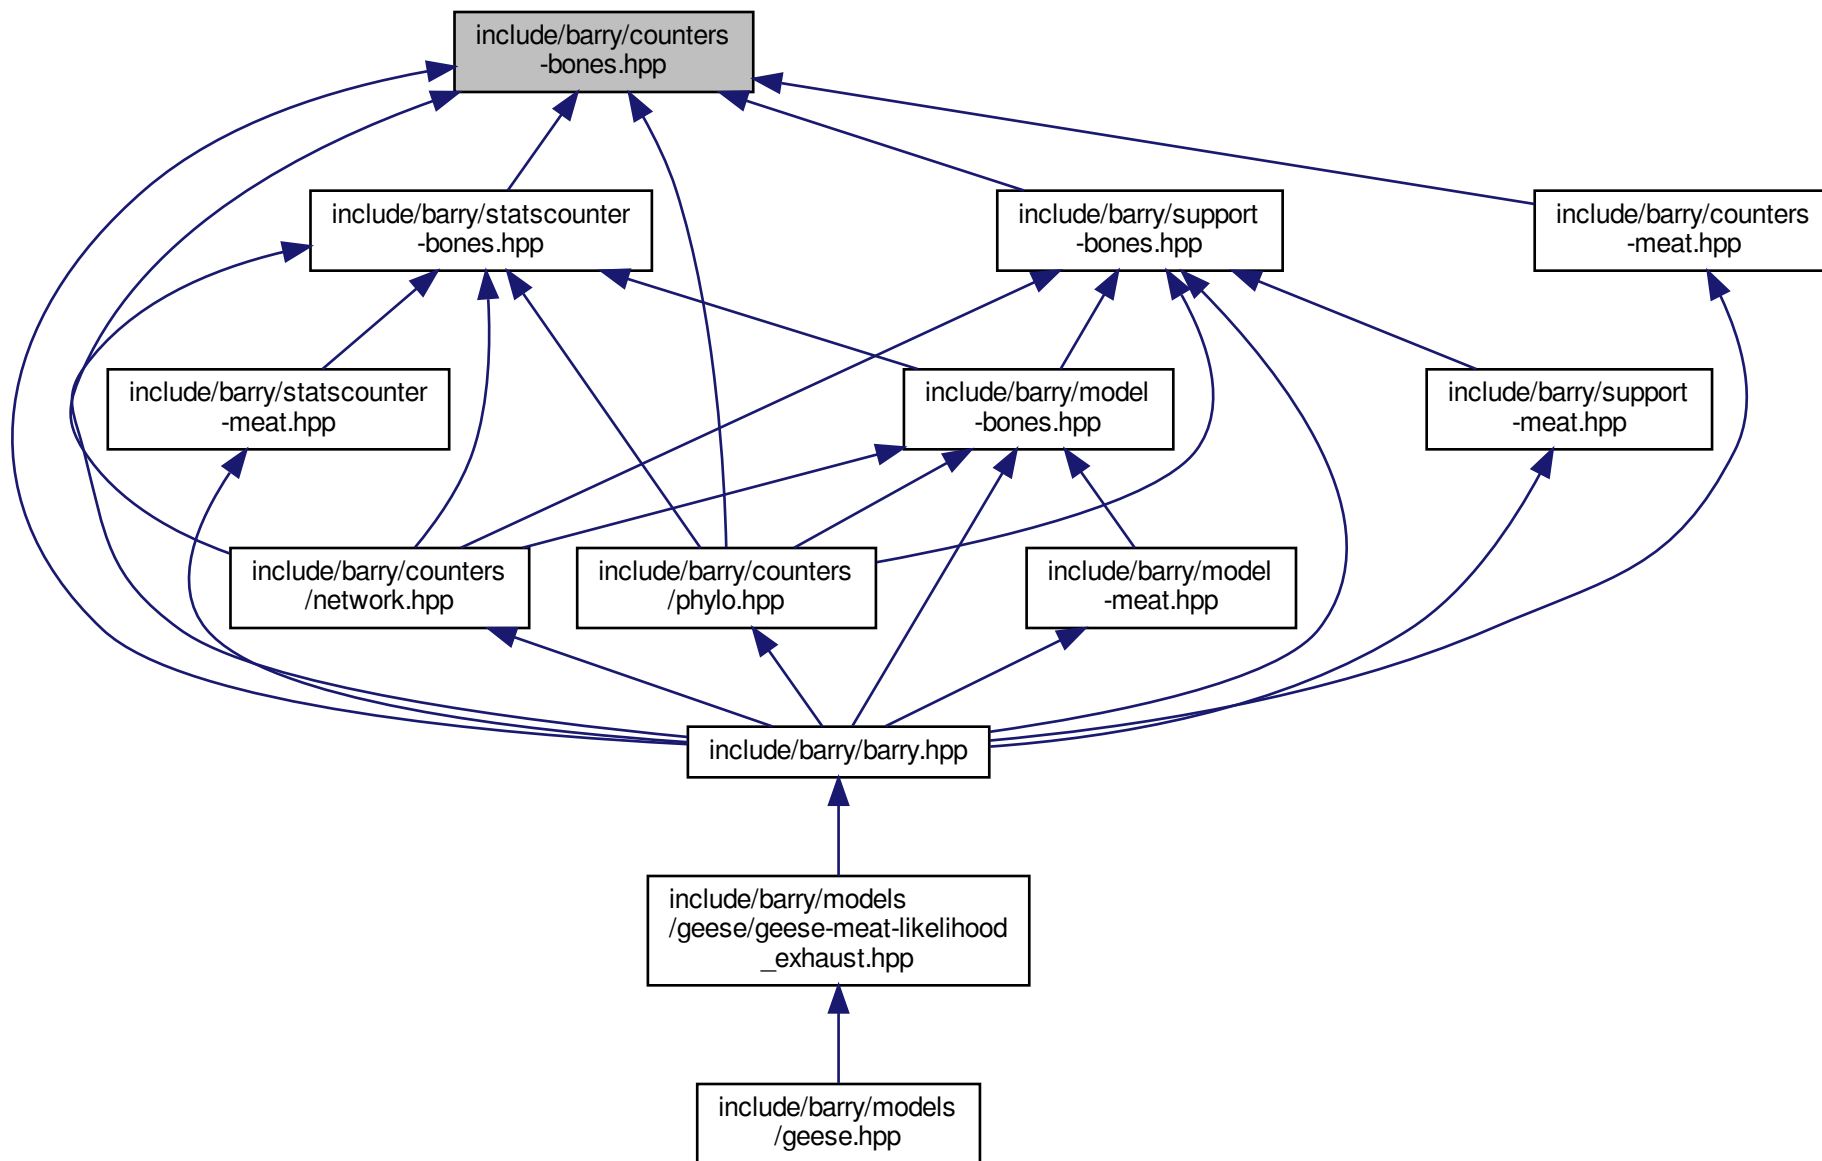 include/barry/counters
-bones.hpp
include/barry/statscounter
-bones.hpp
include/barry/support
-bones.hpp
include/barry/counters
-meat.hpp
include/barry/statscounter
-meat.hpp
include/barry/model
-bones.hpp
include/barry/support
-meat.hpp
include/barry/counters
/network.hpp
include/barry/counters
/phylo.hpp
include/barry/model
-meat.hpp
include/barry/barry.hpp
include/barry/models
/geese/geese-meat-likelihood
_exhaust.hpp
include/barry/models
/geese.hpp